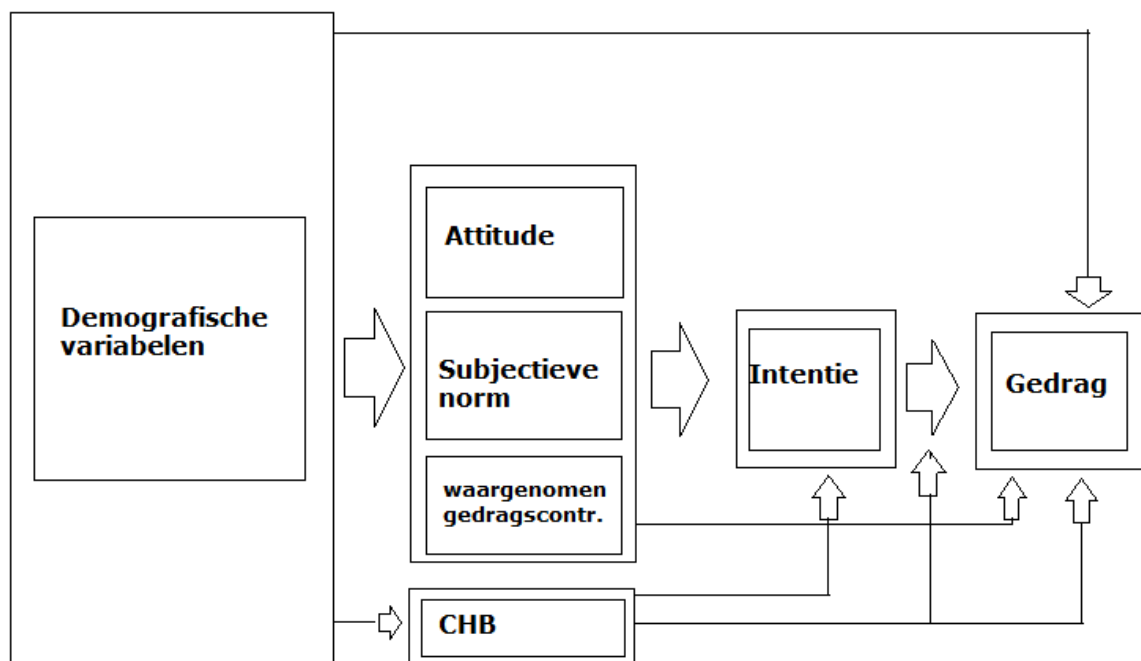 Demografische
variabelen
Attitude
Subjectieve
norm
waargenomen
gedragscontr.
CHB
Intentie
Gedrag